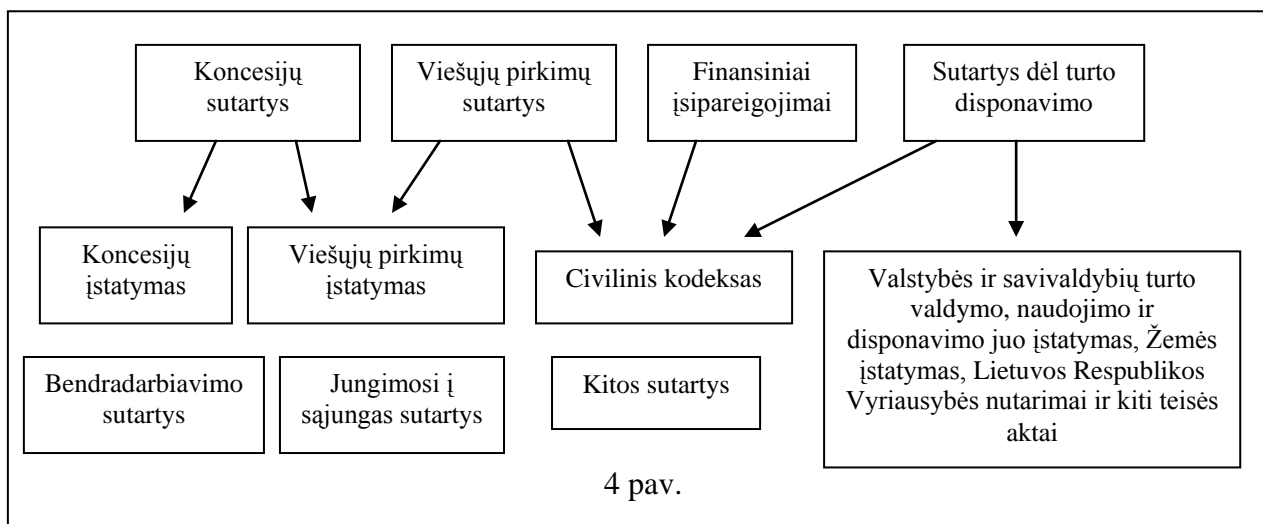 Koncesijų
sutartys
Viešųjų pirkimų
sutartys
Finansiniai
įsipareigojimai
Sutartys dėl turto
disponavimo
Koncesijų
įstatymas
Viešųjų pirkimų
įstatymas
Civilinis kodeksas
Valstybės ir savivaldybių turto
valdymo, naudojimo ir
disponavimo juo įstatymas, Žemės
įstatymas, Lietuvos Respublikos
Vyriausybės nutarimai ir kiti teisės
aktai
Bendradarbiavimo
sutartys
Jungimosi į
sąjungas sutartys
Kitos sutartys
4 pav.